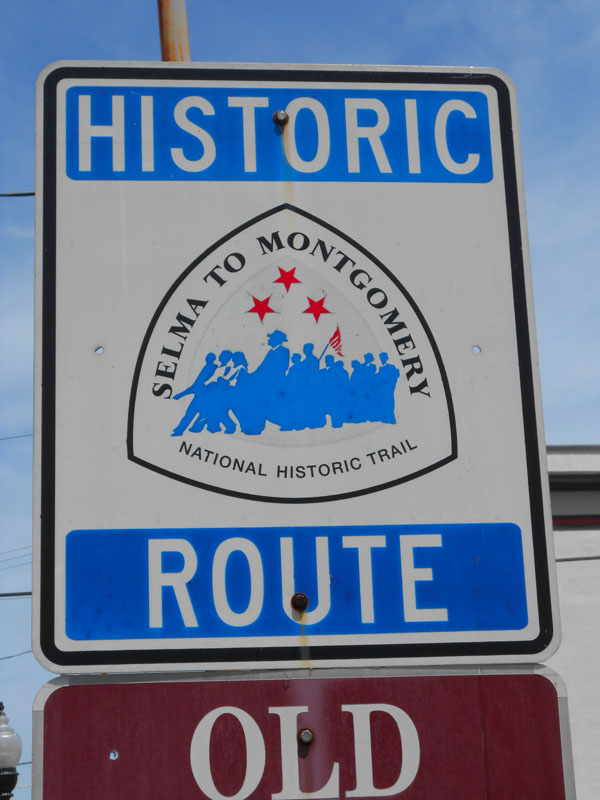 HISTORIC
SELMA TO MONTGOMERY
NATIONAL HISTORIC TRAIL
ROUTE
OLD